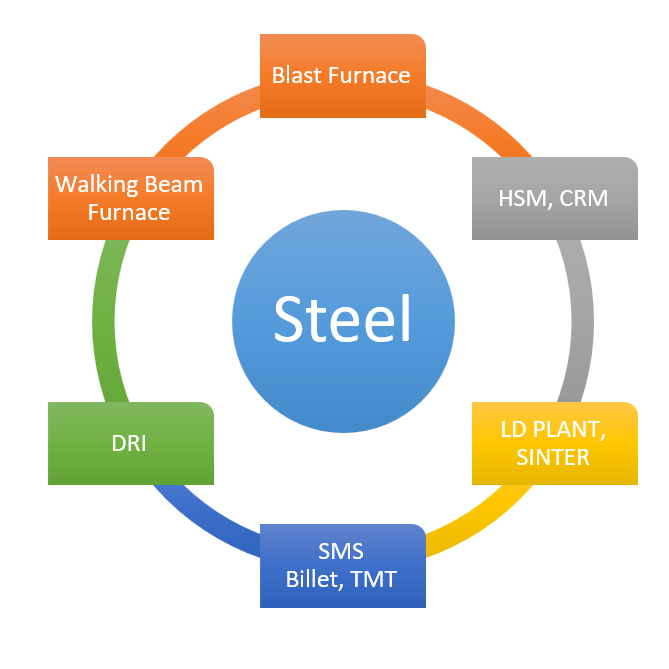 Blast Furnace
Walking Beam
Furnace
HSM, CRM
Steel
DRI
LD PLANT,
SINTER
SMS
Billet, TMT